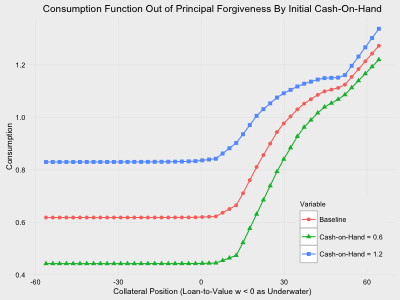 Consumption Function Out of Principal Forgiveness By Initial Cash-On-Hand
Consumption
1.2
1.0
0.8
0.6
0.4
-60
-30
0
30
60
Collateral Position (Loan-to-Value w < 0 as Underwater)
Variable
Baseline
Cash-on-Hand = 0.6
Cash-on-Hand = 1.2